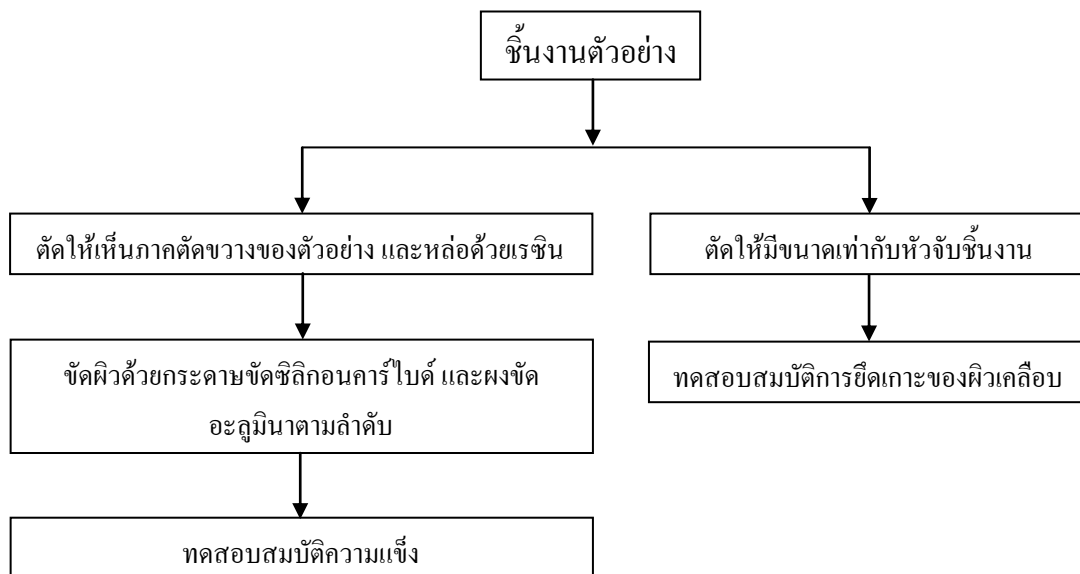 ชิ้นงานตัวอย่าง
ตัดให้เห็นภาคตัดขวางของตัวอย่าง และหล่อด้วยเรซิน
ตัดให้มีขนาดเท่ากับหัวจับชิ้นงาน
ขัดผิวด้วยกระดาษขัดซิลิกอนคาร์ไบด์ และผงขัด
อะลูมินาตามลำดับ
ทดสอบสมบัติการยึดเกาะของผิวเคลือบ
ทดสอบสมบัติความแข็ง